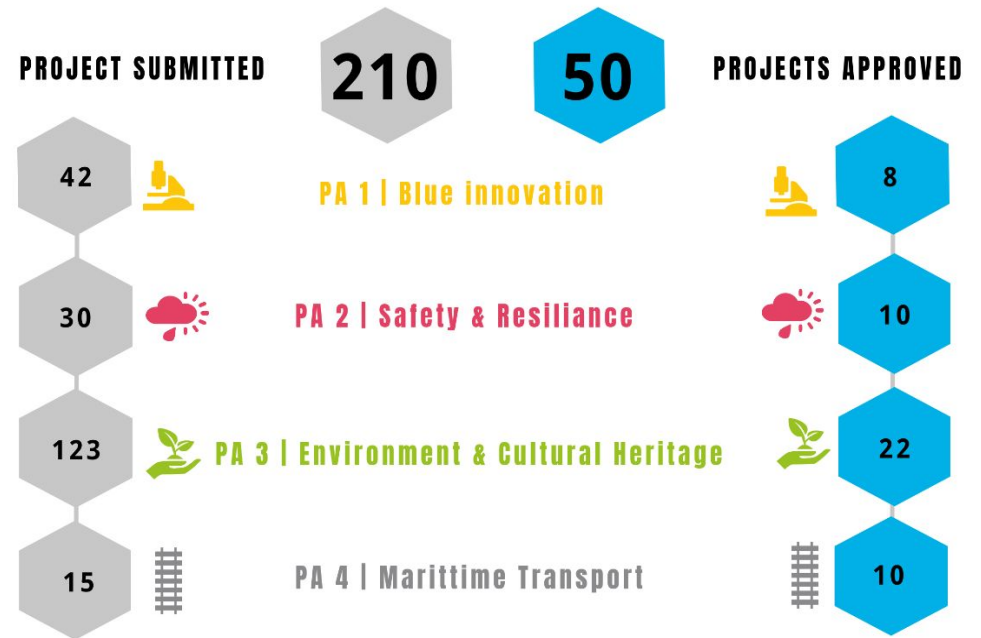 PROJECT SUBMITTED 210 50 PROJECTS APPROVED
42 PA 1 | Blue innovation 8
30 PA 2 | Safety & Resiliance 10
123 PA 3 | Environment & Cultural Heritage 22
15 PA 4 | Marittime Transport 10